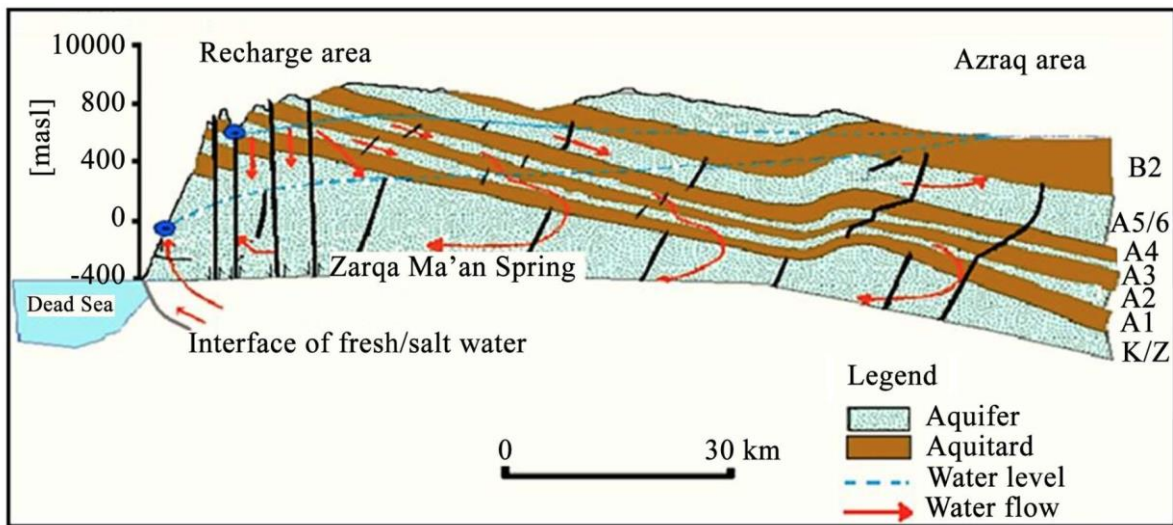 10000
Recharge area
Azraq area
800
[masl]
400
0
-400
B2
A5/6
A4
A3
A2
A1
K/Z
Zarqa Ma’an Spring
Dead Sea
Interface of fresh/salt water
Legend
Aquifer
Aquitard
Water level
Water flow
0 30 km